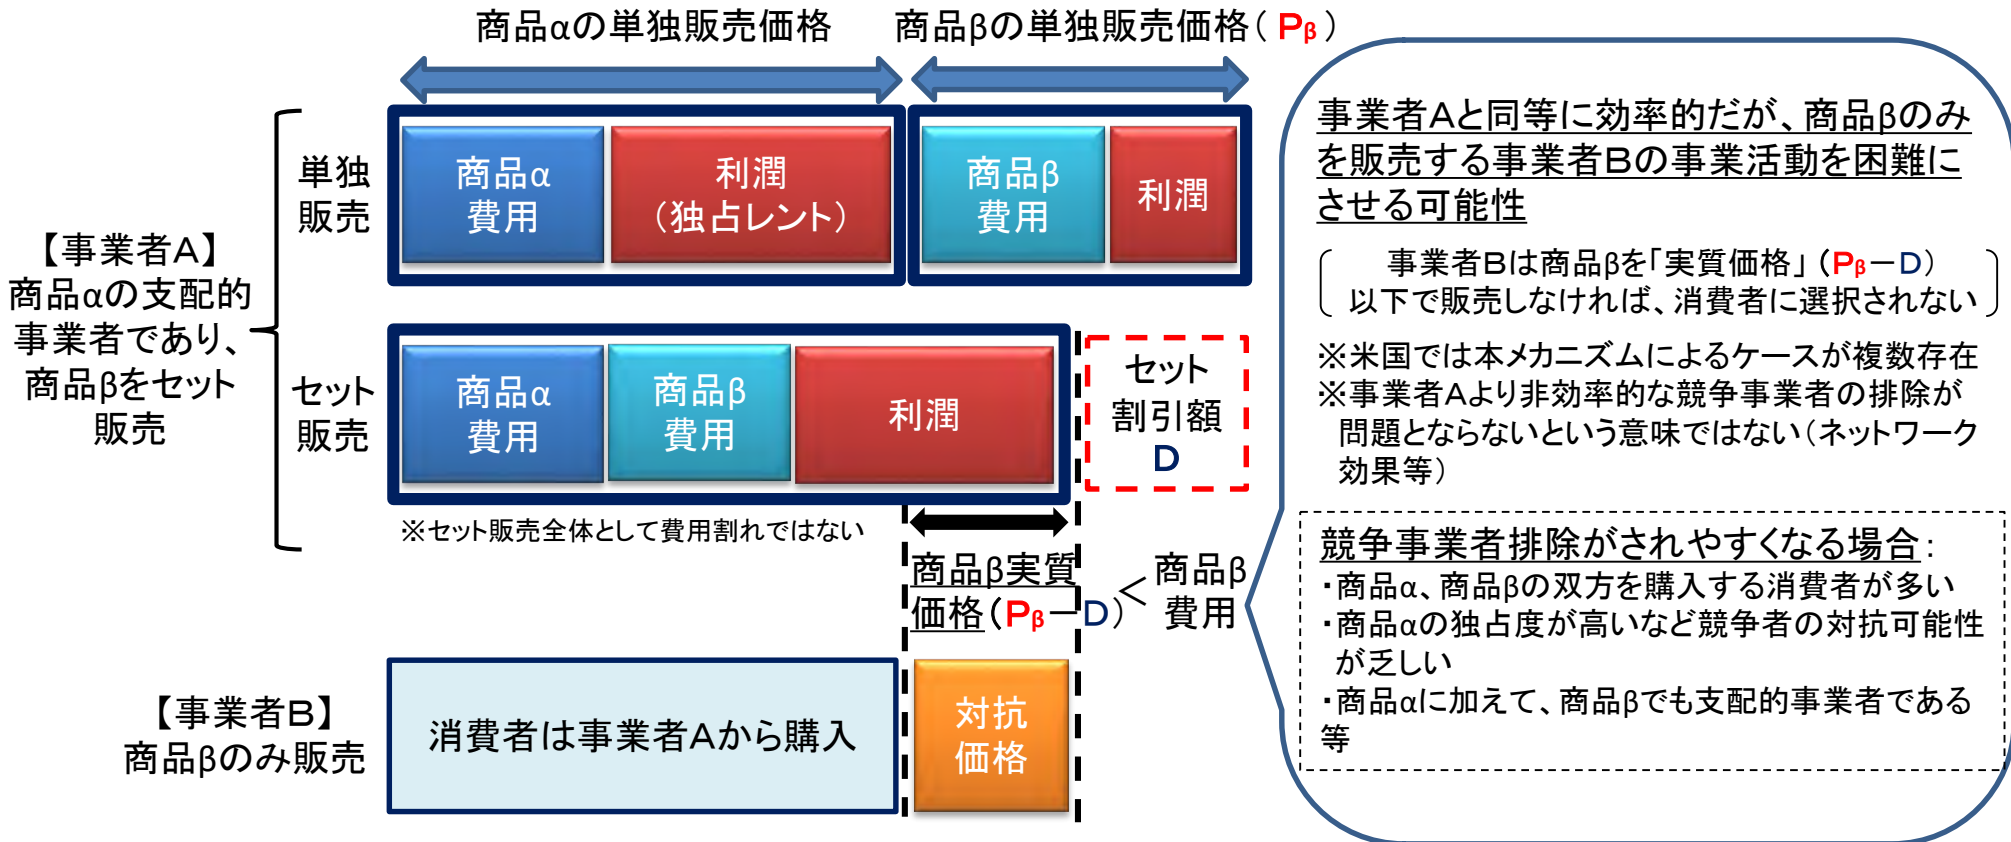 商品αの単独販売価格
商品βの単独販売価格（Ｐβ）
【事業者Ａ】
商品αの支配的
事業者であり、
商品βをセット
販売
単独
販売
商品α
費用
利潤
（独占レント）
商品β
費用
利潤
セット
販売
商品α
費用
商品β
費用
利潤
セット
割引額
Ｄ
※セット販売全体として費用割れではない
商品β実質
価格（Ｐβ－Ｄ）
＜
商品β
費用
【事業者Ｂ】
商品βのみ販売
消費者は事業者Ａから購入
対抗
価格
事業者Ａと同等に効率的だが、商品βのみ
を販売する事業者Ｂの事業活動を困難に
させる可能性
事業者Ｂは商品βを「実質価格」（Ｐβ－Ｄ）
以下で販売しなければ、消費者に選択されない
※米国では本メカニズムによるケースが複数存在
※事業者Ａより非効率的な競争事業者の排除が
問題とならないという意味ではない（ネットワーク
効果等）
競争事業者排除がされやすくなる場合：
・商品α、商品βの双方を購入する消費者が多い
・商品αの独占度が高いなど競争者の対抗可能性
が乏しい
・商品αに加えて、商品βでも支配的事業者である
等